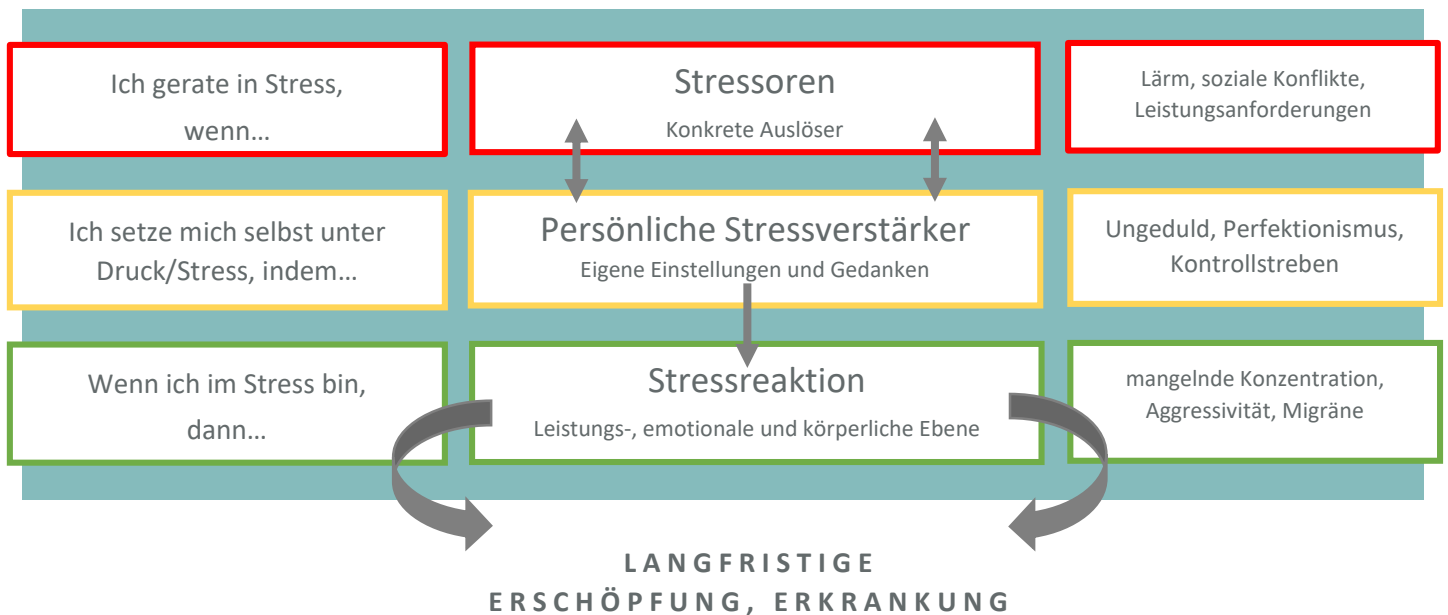 Ich gerate in Stress,
wenn…
Stressoren
Konkrete Auslöser
Lärm, soziale Konflikte,
Leistungsanforderungen
Ich setze mich selbst unter
Druck/Stress, indem…
Persönliche Stressverstärker
Eigene Einstellungen und Gedanken
Ungeduld, Perfektionismus,
Kontrollstreben
Wenn ich im Stress bin,
dann…
Stressreaktion
Leistungs-, emotionale und körperliche Ebene
mangelnde Konzentration,
Aggressivität, Migräne
LANGFRISTIGE
ERSCHÖPFUNG, ERKRANKUNG